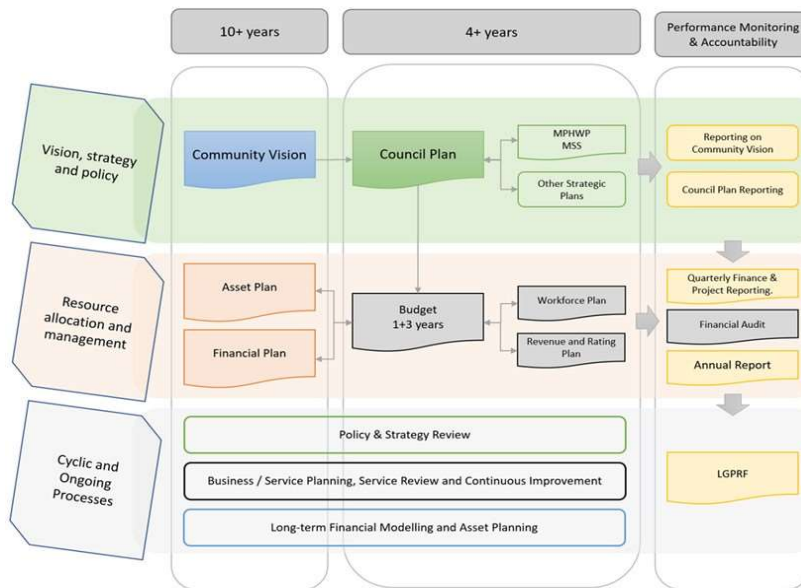 10+ years
4+ years
Performance Monitoring
& Accountability
Vision, strategy
and policy
Community Vision
Council Plan
MPHWP
MSS
Other Strategic
Plans
Reporting on
Community Vision
Council Plan Reporting
Resource
allocation and
management
Asset Plan
Financial Plan
Budget
1+3 years
Workforce Plan
Revenue and Rating
Plan
Quarterly Finance &
Project Reporting.
Financial Audit
Annual Report
Cyclic and
Ongoing
Processes
Policy & Strategy Review
Business / Service Planning, Service Review and Continuous Improvement
Long-term Financial Modelling and Asset Planning
LGPRF